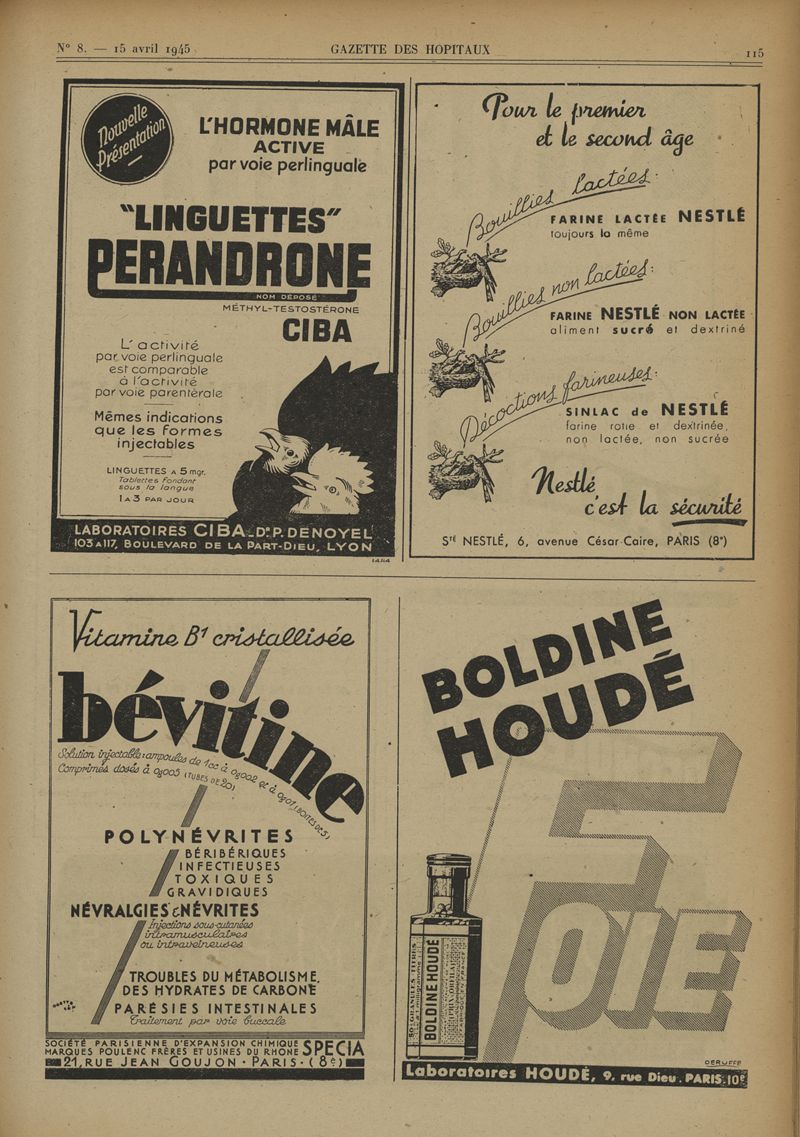 N° 8. — 15 avril 1945
GAZETTE DES HOPITAUX
115
Nouvelle
Présentation
L'HORMONE MÂLE
ACTIVE
par voie perlinguale
"LINGUETTES"
PERANDRONE
NOM DÉPOSÉ
MÉTHYL-TESTOSTÉRONE
CIBA
L'activité
par voie perlinguale
est comparable
à l'activité
par voie parentérale
Mêmes indications
que les formes
injectables
LINGUETTES A 5 mgr.
Tablettes fondant
sous la langue
1 A 3 PAR JOUR
LABORATOIRES CIBA_Dr P. DENOYEL
103 A 117, BOULEVARD DE LA PART-DIEU_ LYON
Pour le premier
et le second âge
Bouillies lactées :
FARINE LACTÉE NESTLÉ
toujours la même
Bouillies non lactées :
FARINE NESTLÉ NON LACTÉE
aliment sucré et dextriné
Décoctions farineuses :
SINLAC de NESTLÉ
farine rotie et dextrinée,
non lactée, non sucrée
Nestlé
c'est la sécurité
Sté NESTLÉ, 6, avenue César-Caire, PARIS (8e)
Vitamine B1 cristallisée
bévitine
Solution injectable : ampoules de 1cc à 0g002 et à 0g01 (BOITES DE 5)
Comprimés dosés à 0g005 (TUBES DE 20)
POLYNÉVRITES
BÉRIBÉRIQUES
INFECTIEUSES
TOXIQUES
GRAVIDIQUES
NÉVRALGIES & NÉVRITES
Injections sous-cutanées
intramusculaires
ou intraveineuses
TROUBLES DU MÉTABOLISME
DES HYDRATES DE CARBONE
PARÉSIES INTESTINALES
Traitement par voie buccale
SOCIÉTÉ PARISIENNE D'EXPANSION CHIMIQUE
MARQUES POULENC FRÈRES ET USINES DU RHONE SPECIA
21, RUE JEAN GOUJON · PARIS · (8e)
BOLDINE
HOUDÉ
FOIE
BOLDINE HOUDÉ
DERUFFE
Laboratoires HOUDÉ, 9, rue Dieu. PARIS.10e